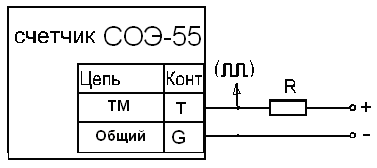 счетчик СОЭ-55
Цепь Конт
ТМ Т
Общий G
R
+
-